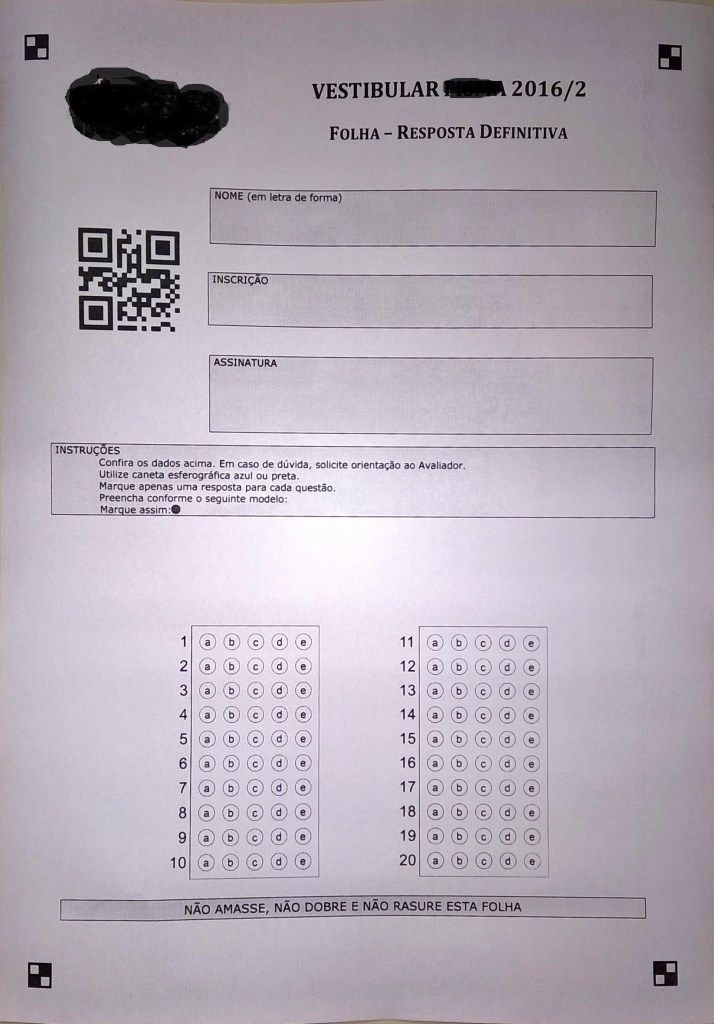 VESTIBULAR 2016/2
FOLHA – RESPOSTA DEFINITIVA
NOME (em letra de forma)
INSCRIÇÃO
ASSINATURA
INSTRUÇÕES
Confira os dados acima. Em caso de dúvida, solicite orientação ao Avaliador.
Utilize caneta esferográfica azul ou preta.
Marque apenas uma resposta para cada questão.
Preencha conforme o seguinte modelo:
Marque assim:
1 a b c d e 11 a b c d e
2 a b c d e 12 a b c d e
3 a b c d e 13 a b c d e
4 a b c d e 14 a b c d e
5 a b c d e 15 a b c d e
6 a b c d e 16 a b c d e
7 a b c d e 17 a b c d e
8 a b c d e 18 a b c d e
9 a b c d e 19 a b c d e
10 a b c d e 20 a b c d e
NÃO AMASSE, NÃO DOBRE E NÃO RASURE ESTA FOLHA